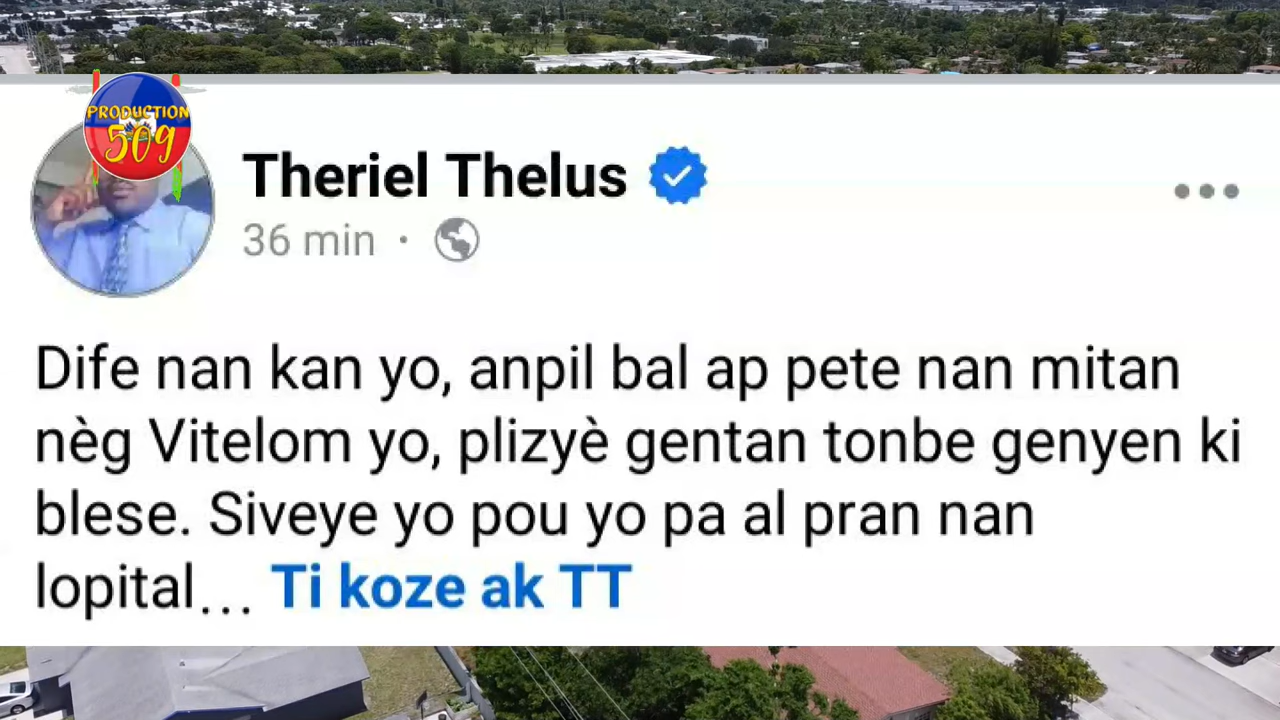 PRODUCTION
509
Theriel Thelus
36 min ·
Dife nan kan yo, anpil bal ap pete nan mitan
nèg Vitelom yo, plizyè gentan tonbe genyen ki
blese. Siveye yo pou yo pa al pran nan
lopital... Ti koze ak TT